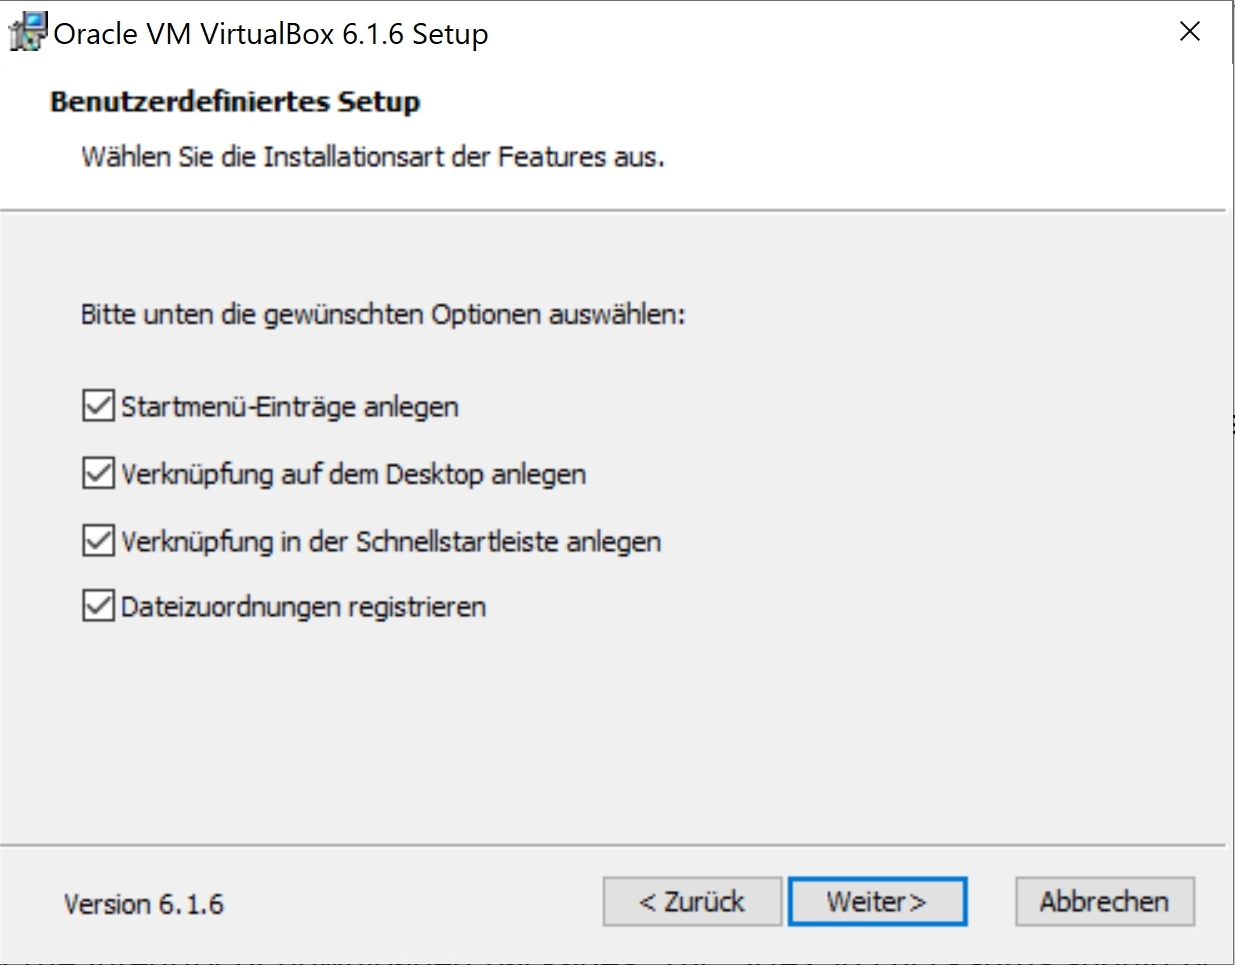 Oracle VM VirtualBox 6.1.6 Setup
Benutzerdefiniertes Setup
Wählen Sie die Installationsart der Features aus.
Bitte unten die gewünschten Optionen auswählen:
Startmenü-Einträge anlegen
Verknüpfung auf dem Desktop anlegen
Verknüpfung in der Schnellstartleiste anlegen
Dateizuordnungen registrieren
Version 6.1.6
< Zurück
Weiter>
Abbrechen